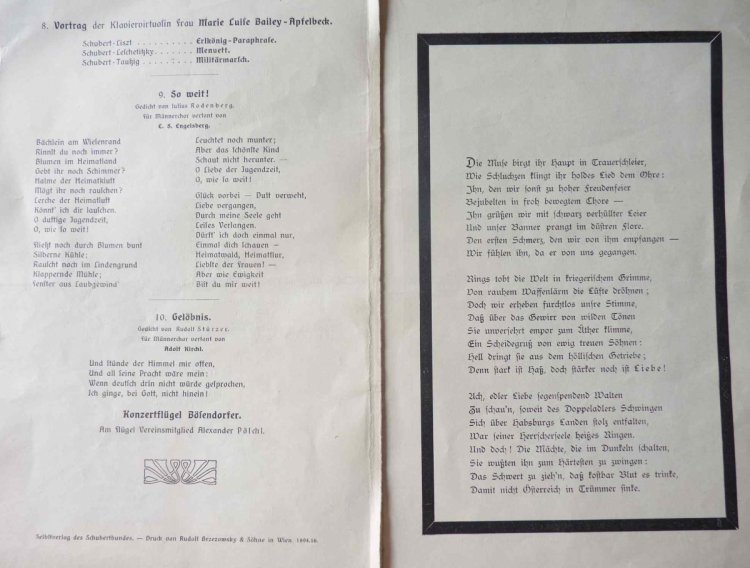 8. Vortrag der Klaviervirtuosin Frau Marie Luise Bailey-Apfelbeck.
Schubert-Liszt . . . . . . . . . . Erlkönig-Paraphrase.
Schubert-Leschetitzky. . . . . . . Menuett.
Schubert-Tausig . . . . . : . . . Militärmarsch.
9. So weit!
Gedicht von Julius Rodenberg,
für Männerchor vertont von
E. S. Engelsberg.
Bächlein am Wiesenrand
Rinnst du noch immer?
Blumen im Heimatland
Gebt ihr noch Schimmer?
Halme der Heimatkluft
Mögt ihr noch rauschen?
Lerche der Heimatluft
Könnt' ich dir lauschen.
O duftige Jugendzeit,
O, wie so weit!
Fließt noch durch Blumen bunt
Silberne Kühle;
Rauscht noch im Lindengrund
Klappernde Mühle;
Fenster aus Laubgewind'
Leuchtet noch munter;
Aber das schönste Kind
Schaut nicht herunter. —
O Liebe der Jugendzeit,
O, wie so weit!
Glück vorbei — Duft verweht,
Liebe vergangen,
Durch meine Seele geht
Leises Verlangen.
Dürft' ich doch einmal nur,
Einmal dich schauen –
Heimatwald, Heimatflur,
Liebste der Frauen! —
Aber wie Ewigkeit
Bist du mir weit!
10. Gelöbnis.
Gedicht von Rudolf Stürzer,
für Männerchor vertont von
Adolf Kirchl.
Und stünde der Himmel mir offen,
Und all seine Pracht wäre mein;
Wenn deutsch drin nicht würde gesprochen,
Ich ginge, bei Gott, nicht hinein!
Konzertflügel Bösendorfer.
Am Flügel Vereinsmitglied Alexander Pölchl.
Selbstverlag des Schubertbundes. — Druck von Rudolf Brzezowsky & Söhne in Wien. 1694.16
Die Muse birgt ihr Haupt in Trauerschleier,
Wie Schluchzen klingt ihr holdes Lied dem Ohre:
Ihn, den wir sonst zu hoher Freudenfeier
Bejubelten in froh bewegtem Chore —
Ihn grüßen wir mit schwarz verhüllter Leier
Und unser Banner prangt im düstren Flore.
Den ersten Schmerz, den wir von ihm empfangen —
Wir fühlen ihn, da er von uns gegangen.
Rings tobt die Welt in kriegerischem Grimme,
Von rauhem Waffenlärm die Lüfte dröhnen;
Doch wir erheben furchtlos unsre Stimme,
Daß über das Gewirr von wilden Tönen
Sie unversehrt empor zum Äther klimme,
Ein Scheidegruß von ewig treuen Söhnen:
Hell dringt sie aus dem höllischen Getriebe;
Denn stark ist Haß, doch stärker noch ist Liebe!
Ach, edler Liebe segenspendend Walten
Zu schau'n, soweit des Doppeladlers Schwingen
Sich über Habsburgs Landen stolz entfalten,
War seiner Herrscherseele heißes Ringen.
Und doch! Die Mächte, die im Dunkeln schalten,
Sie wußten ihn zum Härtesten zu zwingen:
Das Schwert zu zieh'n, daß kostbar Blut es trinke,
Damit nicht Österreich in Trümmer sinke.